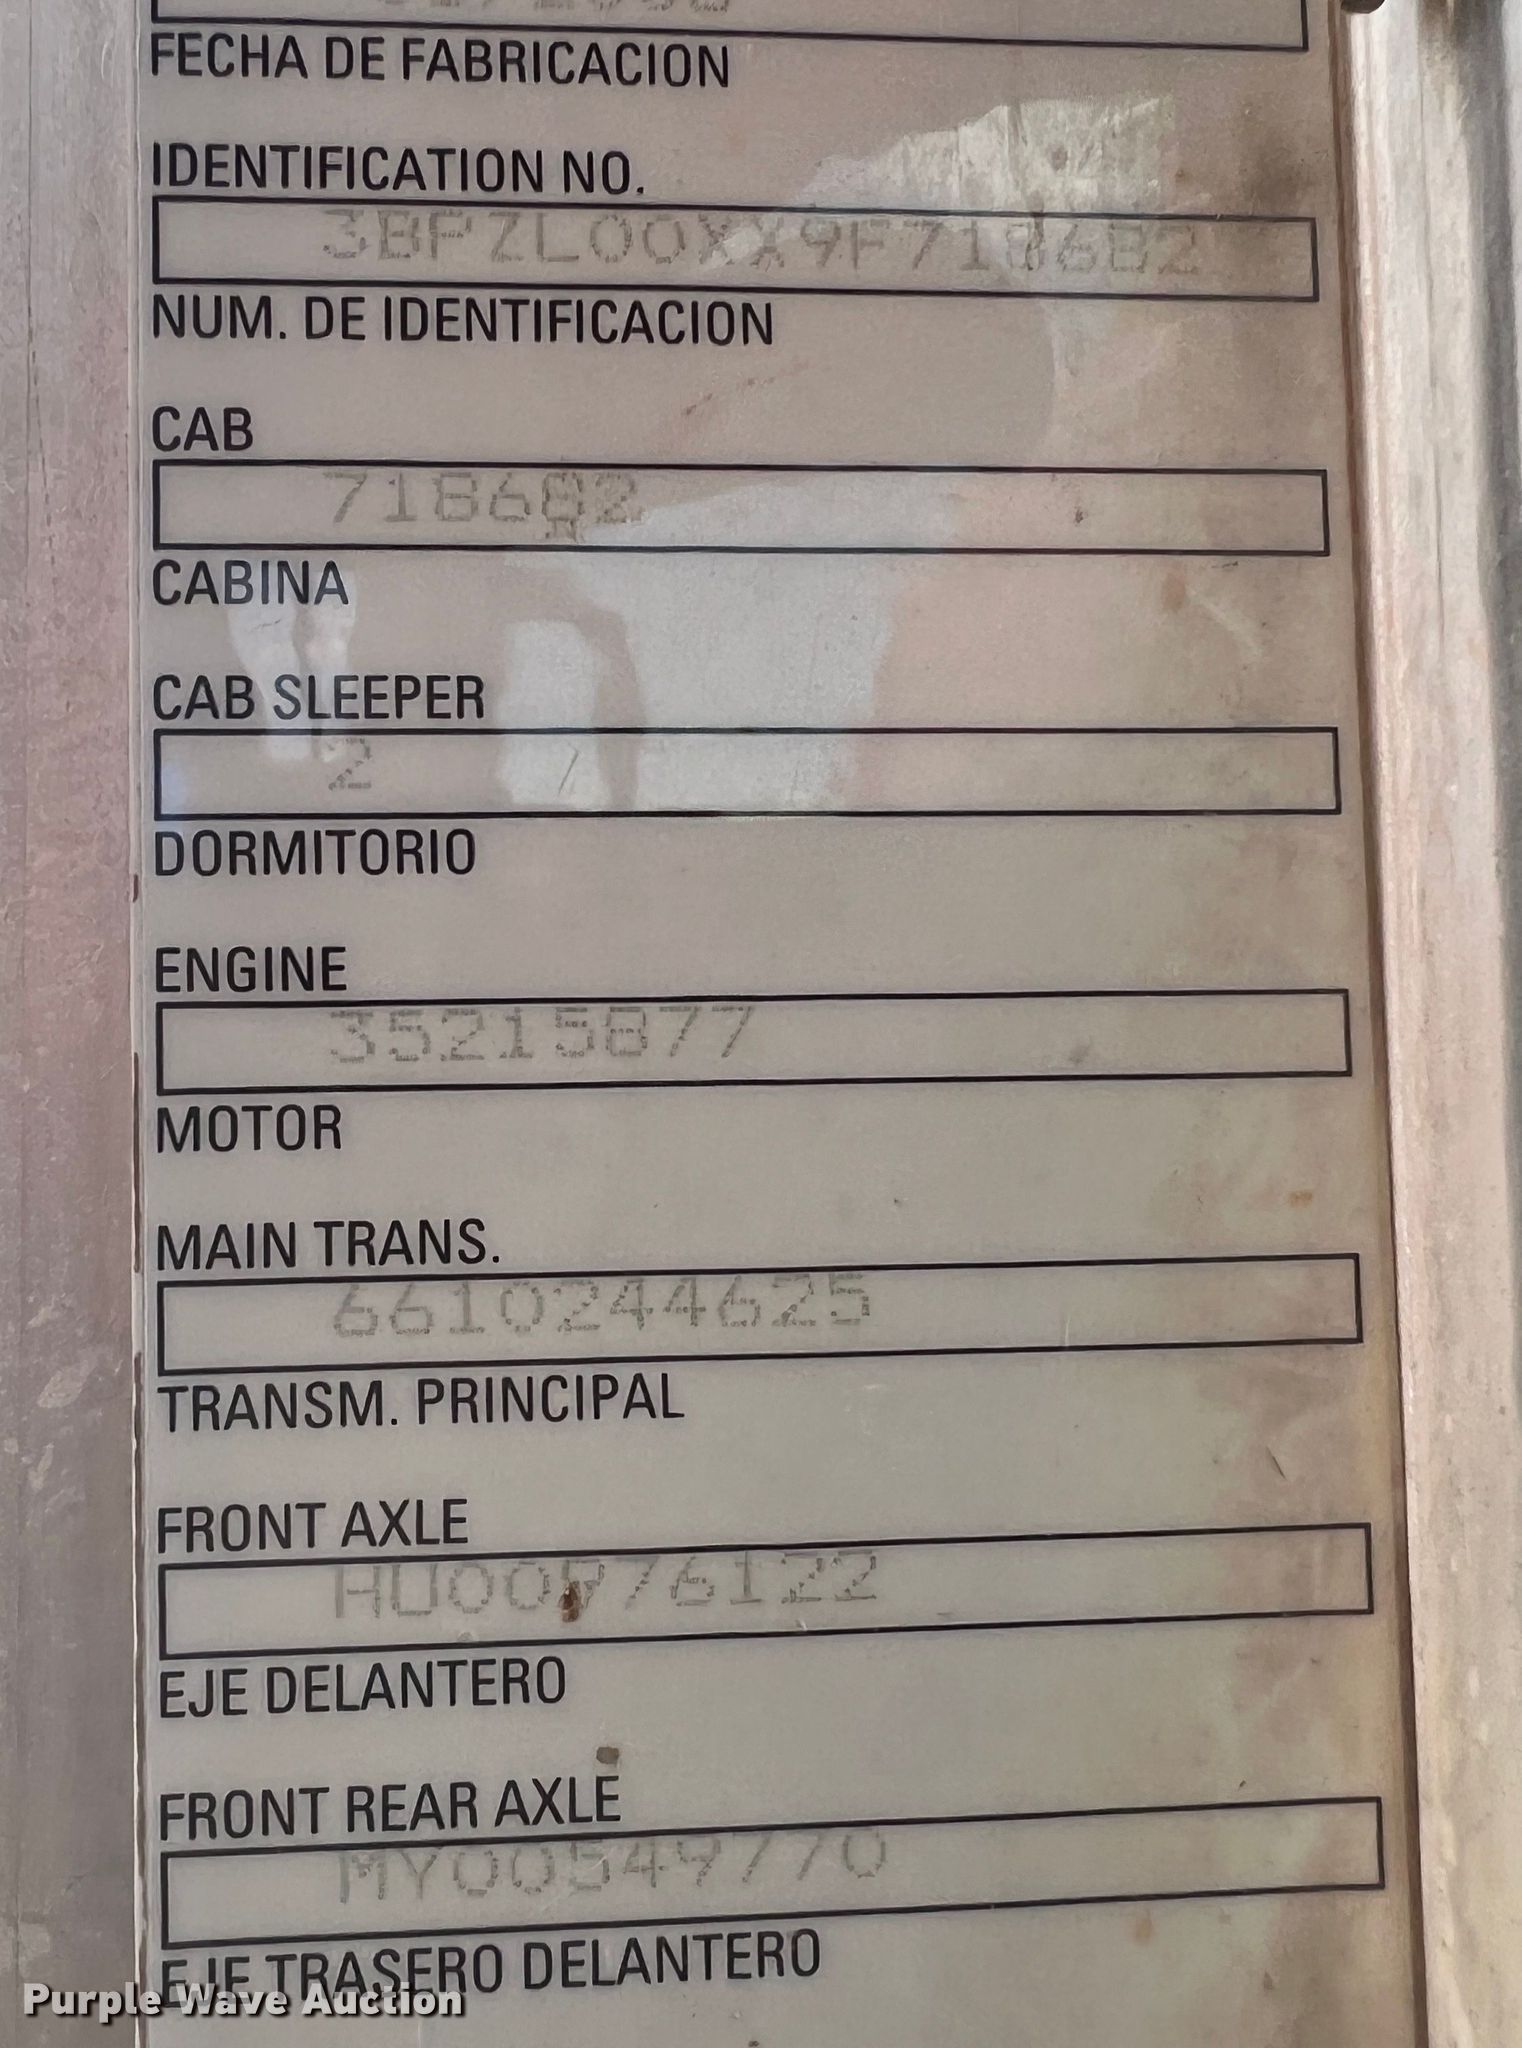 FECHA DE FABRICACION
IDENTIFICATION NO.
3BPZL00XX9F718682
NUM. DE IDENTIFICACION
CAB
718682
CABINA
CAB SLEEPER
2
DORMITORIO
ENGINE
35215877
MOTOR
MAIN TRANS.
6610244625
TRANSM. PRINCIPAL
FRONT AXLE
EJE DELANTERO
FRONT REAR AXLE
MY00549770
EJE TRASERO DELANTERO
Purple Wave Auction